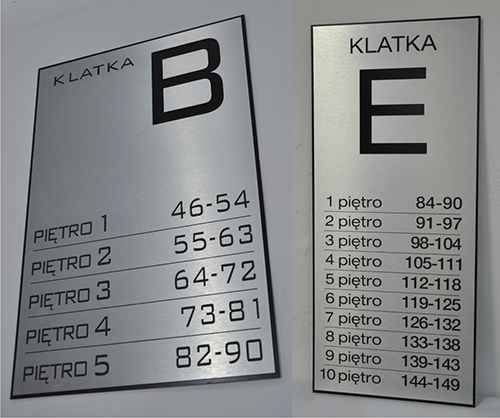 KLATKA B
PIĘTRO 1 46-54
PIĘTRO 2 55-63
PIĘTRO 3 64-72
PIĘTRO 4 73-81
PIĘTRO 5 82-90
KLATKA
E
1 piętro 84-90
2 piętro 91-97
3 piętro 98-104
4 piętro 105-111
5 piętro 112-118
6 piętro 119-125
7 piętro 126-132
8 piętro 133-138
9 piętro 139-143
10 piętro 144-149